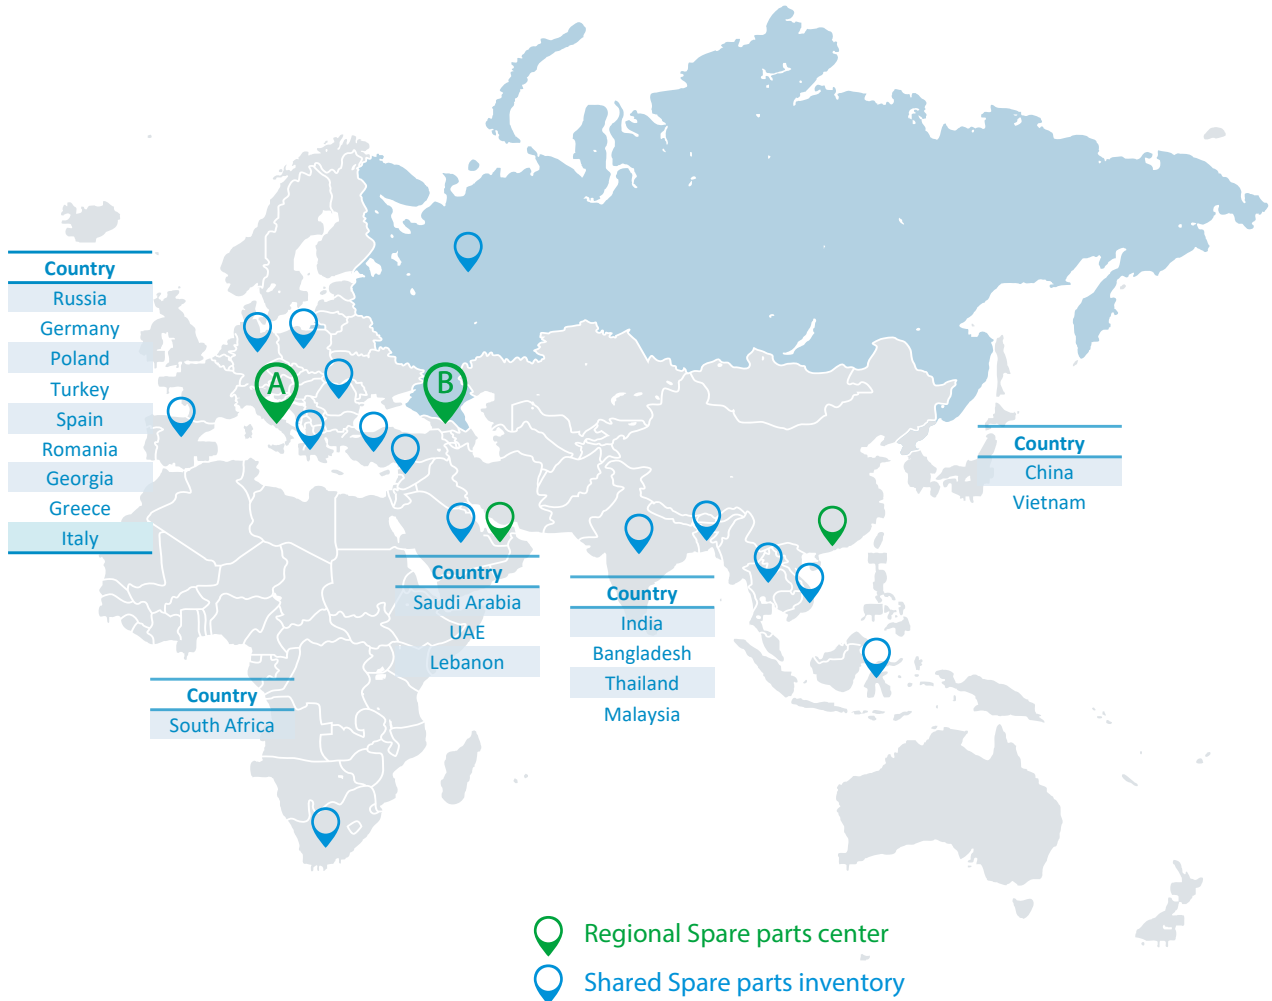 Country
Russia
Germany
Poland
Turkey
Spain
Romania
Georgia
Greece
Italy
A
B
Country
China
Vietnam
Country
Saudi Arabia
UAE
Lebanon
Country
India
Bangladesh
Thailand
Malaysia
Country
South Africa
Regional Spare parts center
Shared Spare parts inventory